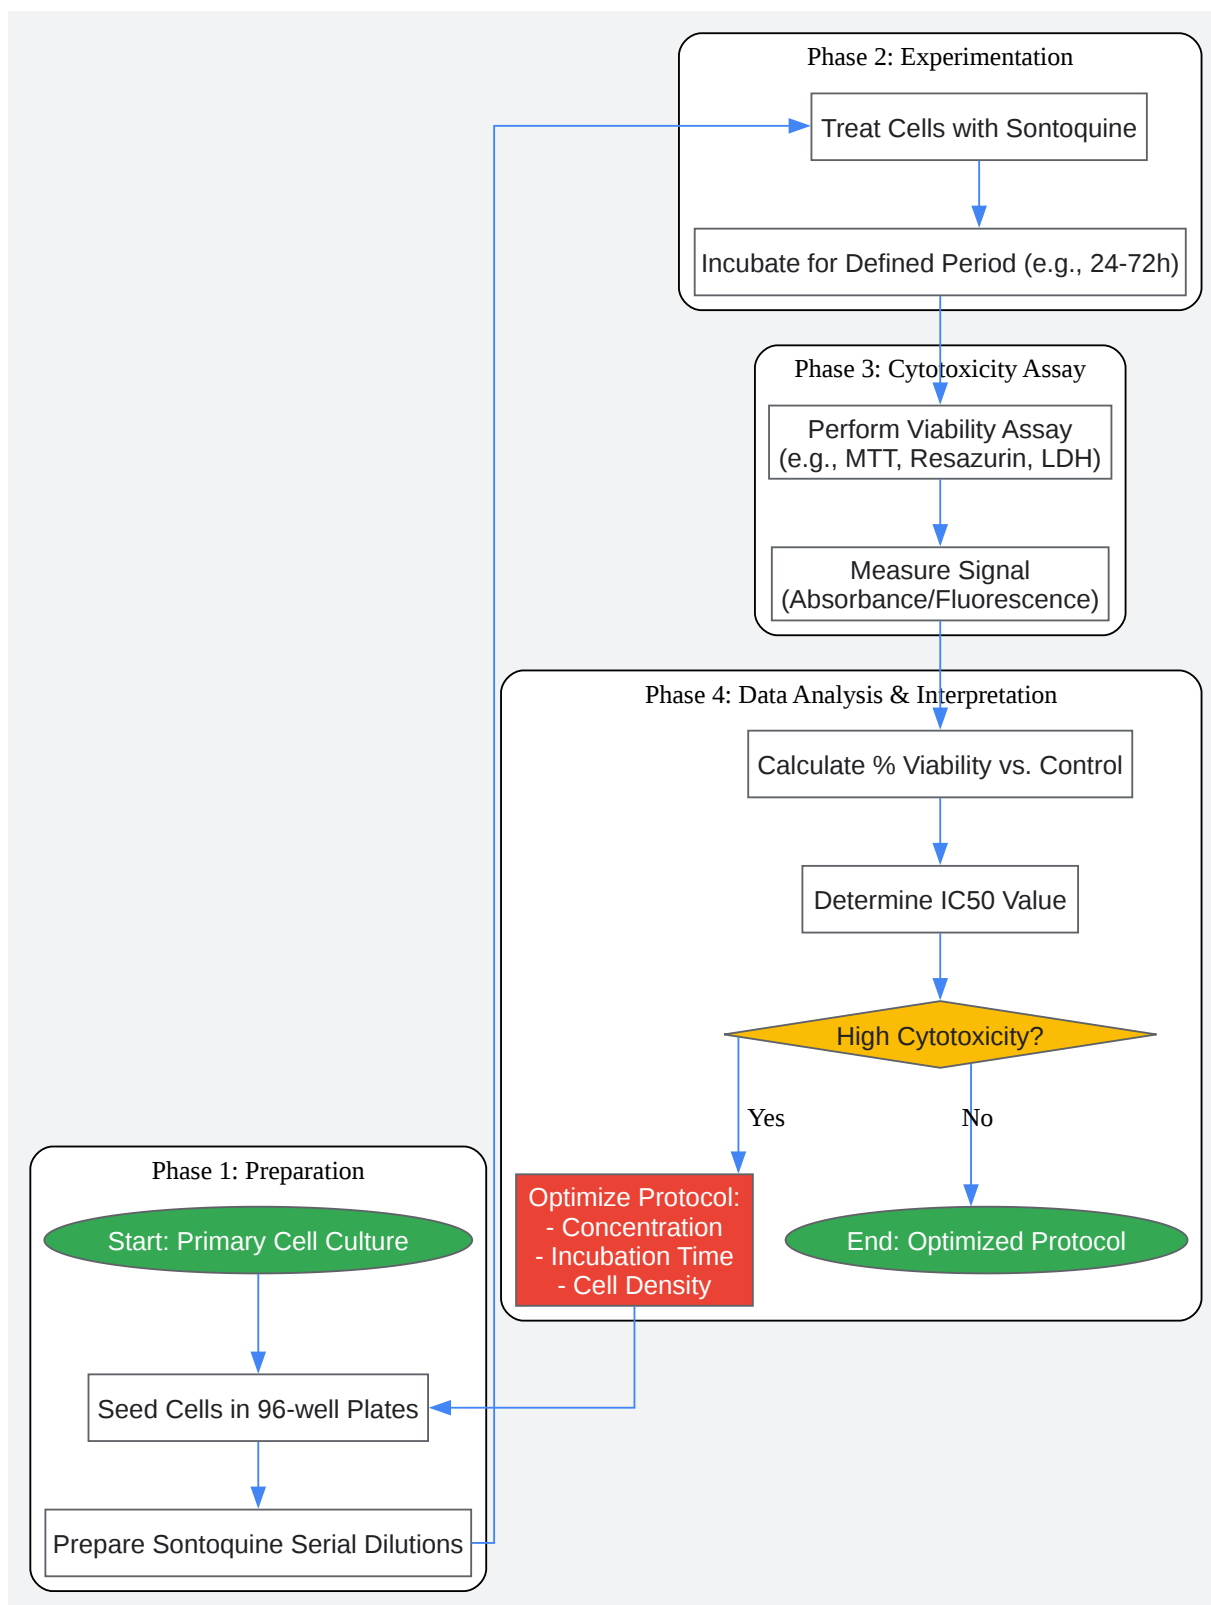 Phase 2: Experimentation
Treat Cells with Sontoquine
Incubate for Defined Period (e.g., 24-72h)
Phase 3: Cytotoxicity Assay
Perform Viability Assay
(e.g., MTT, Resazurin, LDH)
Measure Signal
(Absorbance/Fluorescence)
Phase 4: Data Analysis & Interpretation
Calculate % Viability vs. Control
Determine IC50 Value
High Cytotoxicity?
Yes
No
Optimize Protocol:
- Concentration
- Incubation Time
- Cell Density
End: Optimized Protocol
Phase 1: Preparation
Start: Primary Cell Culture
Seed Cells in 96-well Plates
Prepare Sontoquine Serial Dilutions